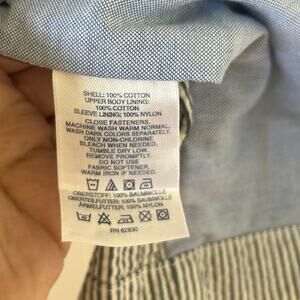 SHELL: 100% COTTON
UPPER BODY LINING:
100% COTTON
SLEEVE LINING: 100% NYLON
CLOSE FASTENERS.
MACHINE WASH WARM NORMAL.
WASH DARK COLORS SEPARATELY.
ONLY NON-CHLORINE
BLEACH WHEN NEEDED.
TUMBLE DRY LOW.
REMOVE PROMPTLY.
DO NOT USE
FABRIC SOFTENER.
WARM IRON IF NEEDED.
OBERSTOFF: 100% BAUMWOLLE
OBERTEILFUTTER: 100% BAUMWOLLE
ÄRMELFUTTER: 100% NYLON
RN 62830